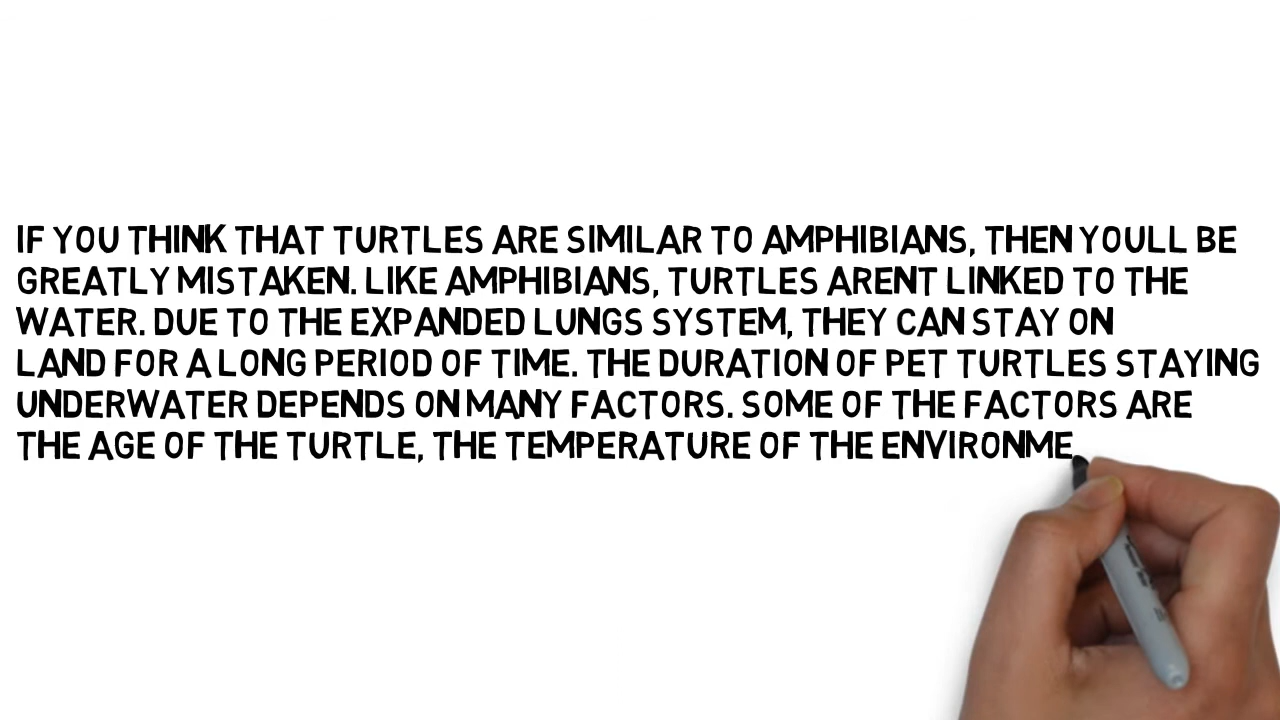 IF YOU THINK THAT TURTLES ARE SIMILAR TO AMPHIBIANS, THEN YOULL BE
GREATLY MISTAKEN. LIKE AMPHIBIANS, TURTLES ARENT LINKED TO THE
WATER. DUE TO THE EXPANDED LUNGS SYSTEM, THEY CAN STAY ON
LAND FOR A LONG PERIOD OF TIME. THE DURATION OF PET TURTLES STAYING
UNDERWATER DEPENDS ON MANY FACTORS. SOME OF THE FACTORS ARE
THE AGE OF THE TURTLE, THE TEMPERATURE OF THE ENVIRONME